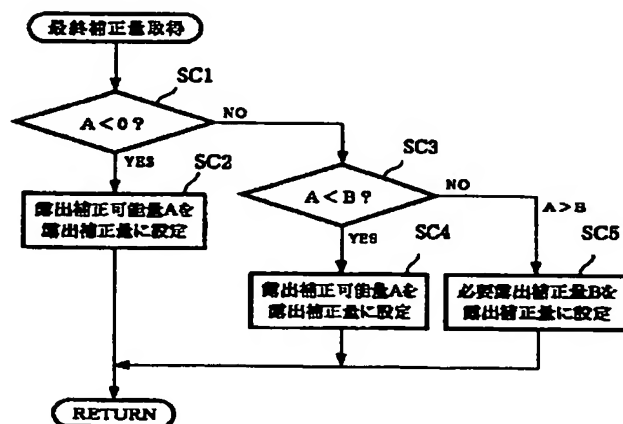 最終補正量取得
SC1
A<0?
NO
YES
SC2
露出補正可能量Aを
露出補正量に設定
SC3
A<B?
NO
YES
A>B
SC4
露出補正可能量Aを
露出補正量に設定
SC5
必要露出補正量Bを
露出補正量に設定
RETURN